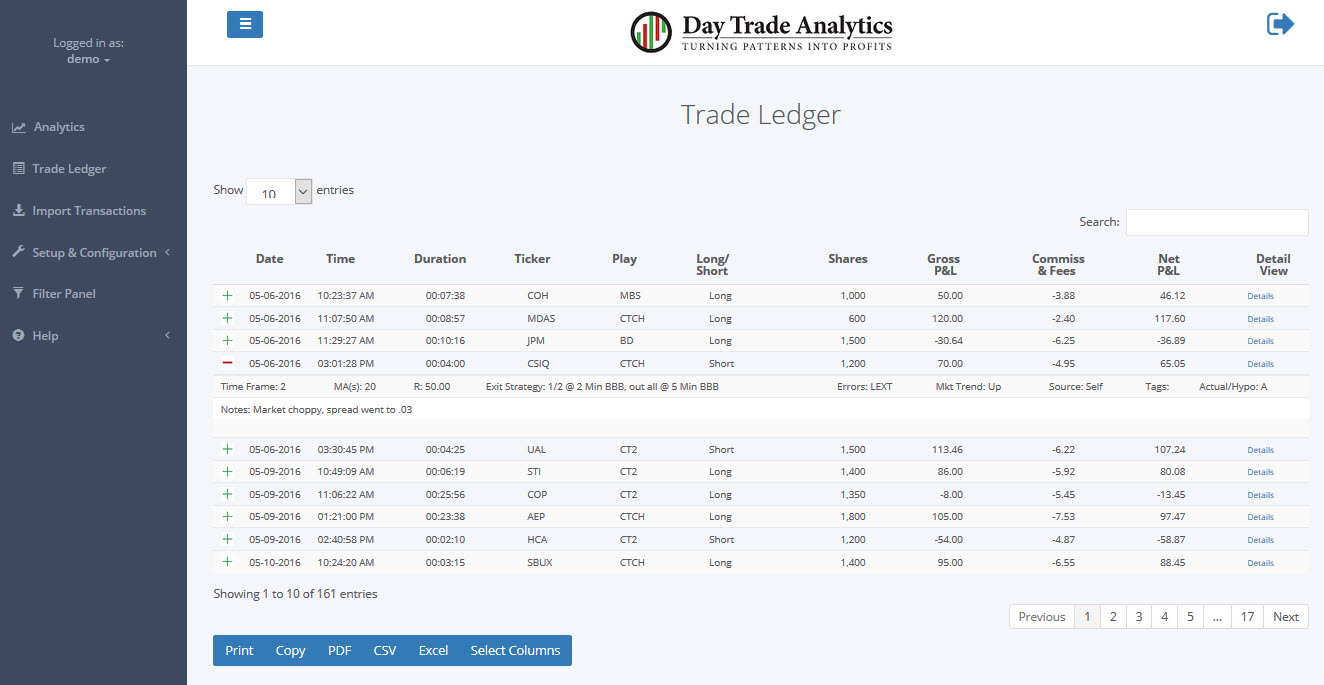 Logged in as:
demo
Analytics
Trade Ledger
Import Transactions
Setup & Configuration
Filter Panel
Help
Day Trade Analytics
TURNING PATTERNS INTO PROFITS
Trade Ledger
Show 10 entries
Search:
Date Time Duration Ticker Play Long/ Shares Gross Commiss Net Detail
Short P&L & Fees P&L View
05-06-2016 10:23:37 AM 00:07:38 COH MBS Long 1,000 50.00 -3.88 46.12 Details
05-06-2016 11:07:50 AM 00:08:57 MDAS CTCH Long 600 120.00 -2.40 117.60 Details
05-06-2016 11:29:27 AM 00:10:16 JPM BD Long 1,500 -30.64 -6.25 -36.89 Details
05-06-2016 03:01:28 PM 00:04:00 CSIQ CTCH Short 1,200 70.00 -4.95 65.05 Details
Time Frame: 2 MA(s): 20 R: 50.00 Exit Strategy: 1/2 @ 2 Min BBB, out all @ 5 Min BBB Errors: LEXT Mkt Trend: Up Source: Self Tags: Actual/Hypo: A
Notes: Market choppy, spread went to .03
05-06-2016 03:30:45 PM 00:04:25 UAL CT2 Short 1,500 113.46 -6.22 107.24 Details
05-09-2016 10:49:09 AM 00:06:19 STI CT2 Long 1,400 86.00 -5.92 80.08 Details
05-09-2016 11:06:22 AM 00:25:56 COP CT2 Long 1,350 -8.00 -5.45 -13.45 Details
05-09-2016 01:21:00 PM 00:23:38 AEP CTCH Long 1,800 105.00 -7.53 97.47 Details
05-09-2016 02:40:58 PM 00:02:10 HCA CT2 Short 1,200 -54.00 -4.87 -58.87 Details
05-10-2016 10:24:20 AM 00:03:15 SBUX CTCH Long 1,400 95.00 -6.55 88.45 Details
Showing 1 to 10 of 161 entries
Previous 1 2 3 4 5 ... 17 Next
Print Copy PDF CSV Excel Select Columns